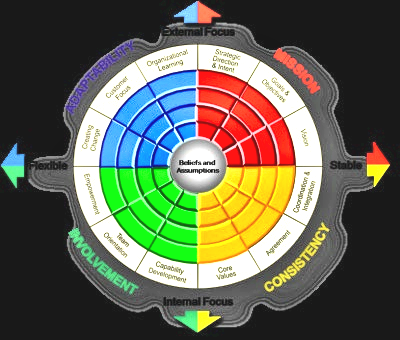 External Focus
ADAPTABILITY
MISSION
Organizational
Learning
Strategic
Direction
& Intent
Customer
Focus
Goals &
Objectives
Creating
Change
Vision
Flexible
Beliefs and
Assumptions
Stable
Empowerment
Coordination &
Integration
Team
Orientation
Agreement
Capability
Development
Core
Values
INVOLVEMENT
CONSISTENCY
Internal Focus